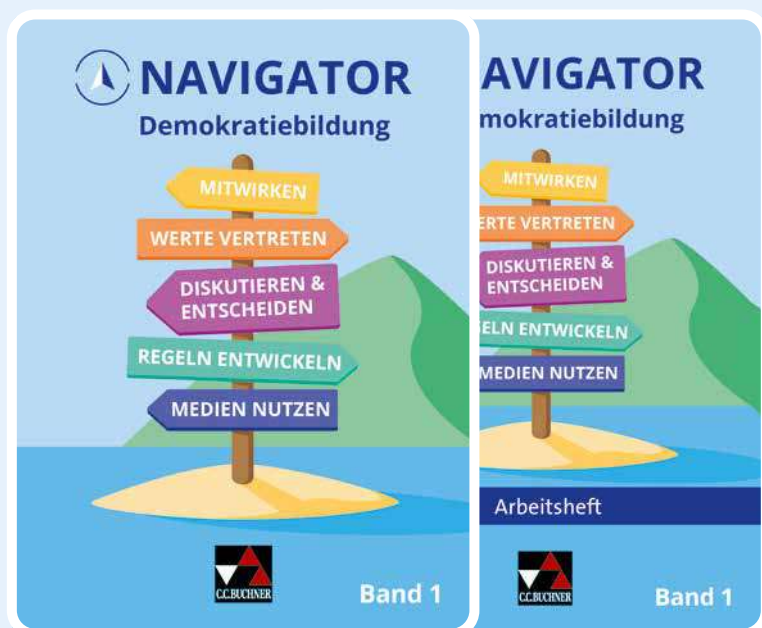 NAVIGATOR
Demokratiebildung
MITWIRKEN
WERTE VERTRETEN
DISKUTIEREN &
ENTSCHEIDEN
REGELN ENTWICKELN
MEDIEN NUTZEN
C.C.BUCHNER
Band 1
AVIGATOR
mokratiebildung
MITWIRKEN
ERTE VERTRETEN
DISKUTIEREN &
ENTSCHEIDEN
ELN ENTWICKELN
MEDIEN NUTZEN
Arbeitsheft
C.C.BUCHNER
Band 1